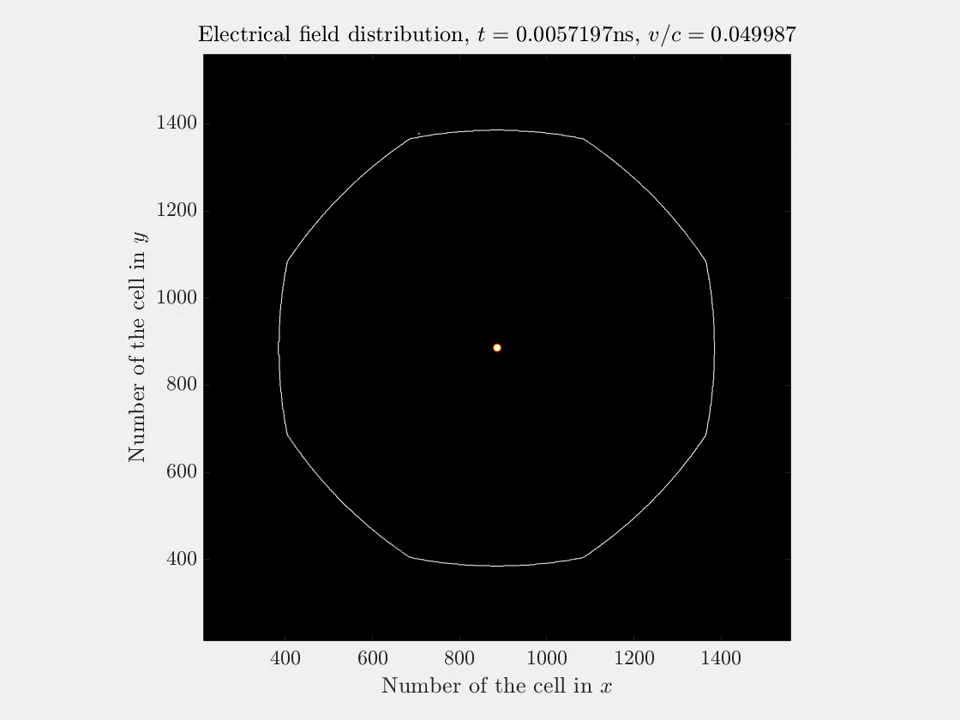 Electrical field distribution, t = 0.0057197ns, v/c = 0.049987
1400
1200
1000
800
600
400
Number of the cell in y
400 600 800 1000 1200 1400
Number of the cell in x